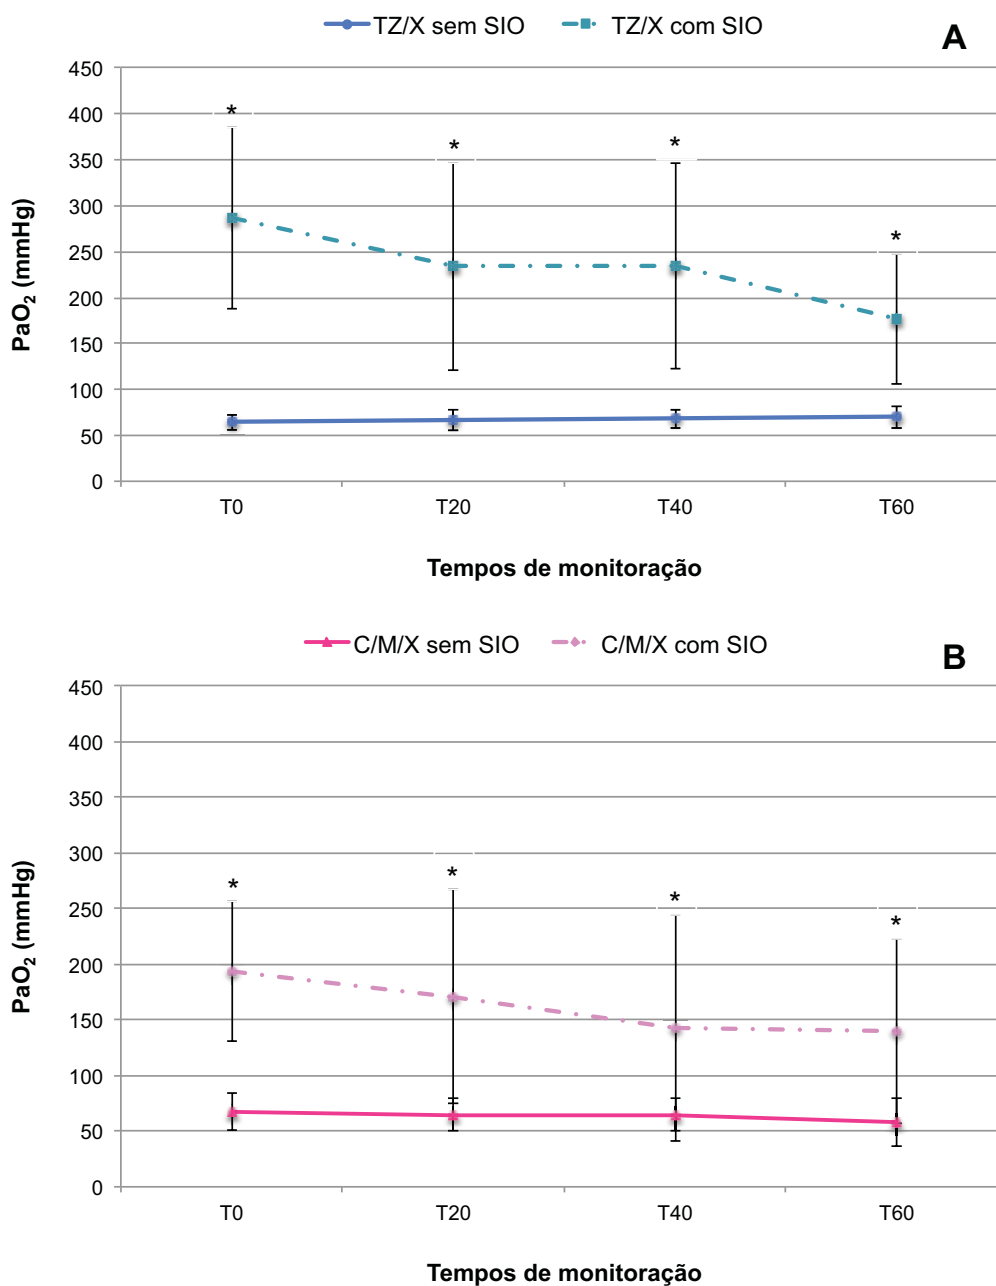 TZ/X sem SIO TZ/X com SIO
A
450
*
400
*
*
350
300
*
250
200
150
100
50
0
PaO₂ (mmHg)
T0 T20 T40 T60
Tempos de monitoração
C/M/X sem SIO C/M/X com SIO
B
450
400
350
300
*
*
*
250
*
200
150
100
50
0
PaO₂ (mmHg)
T0 T20 T40 T60
Tempos de monitoração